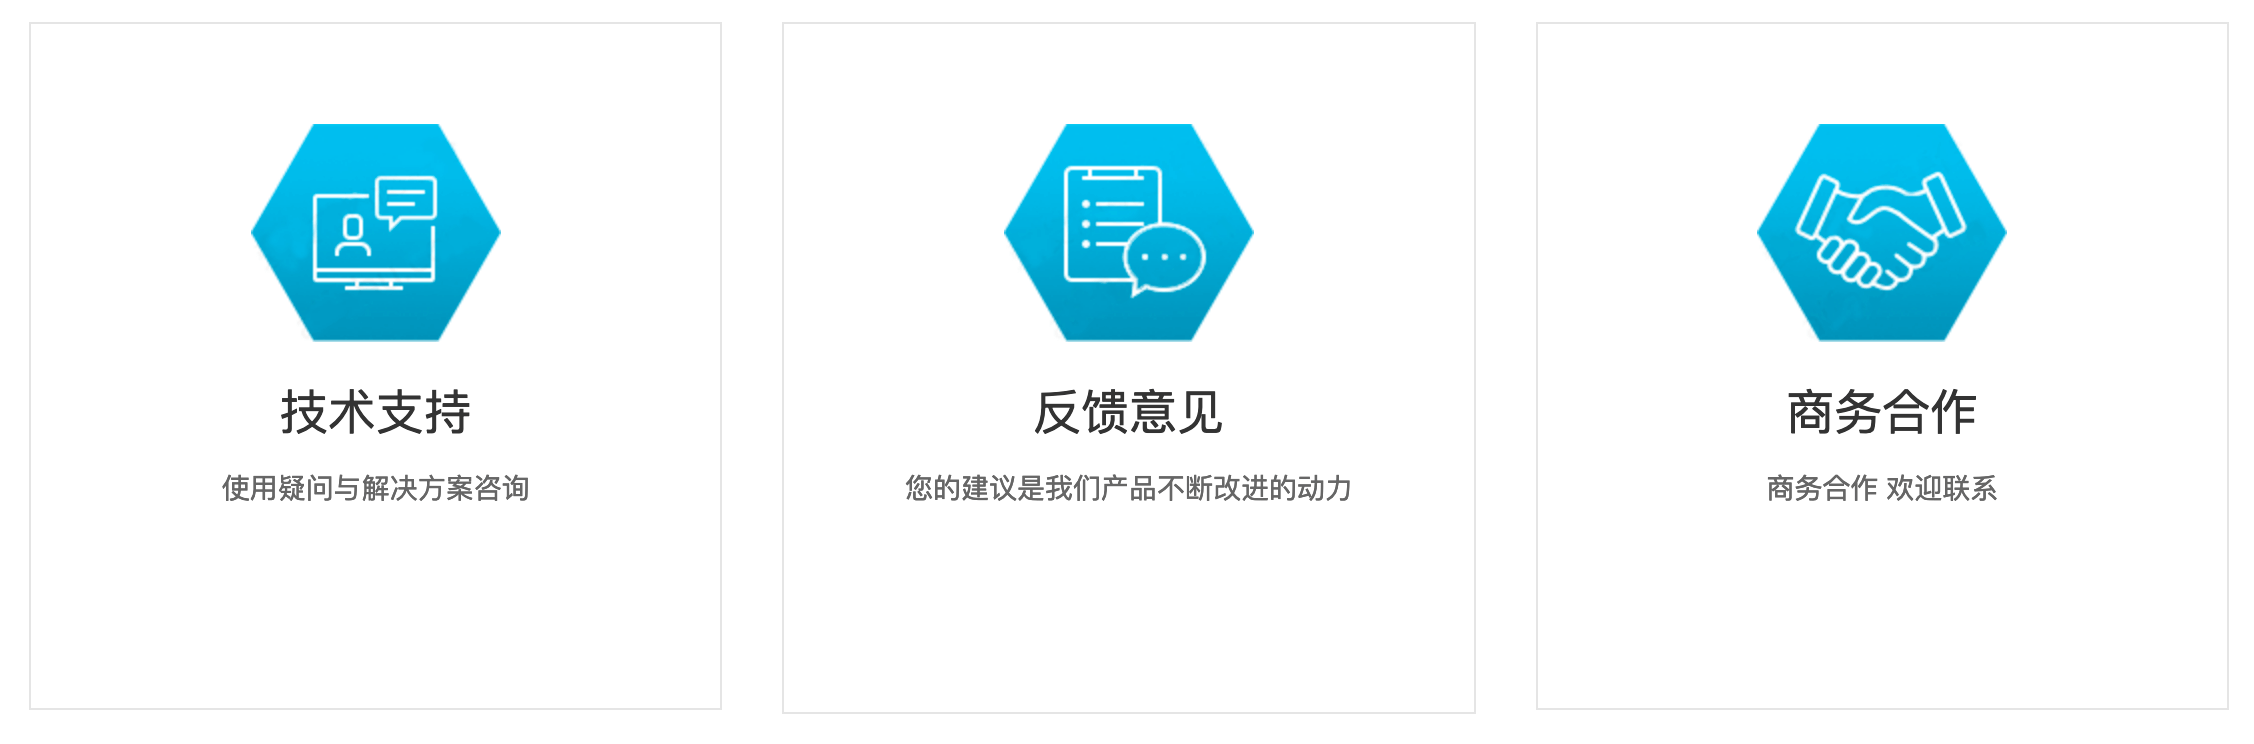 技术支持
使用疑问与解决方案咨询
反馈意见
您的建议是我们产品不断改进的动力
商务合作
商务合作 欢迎联系